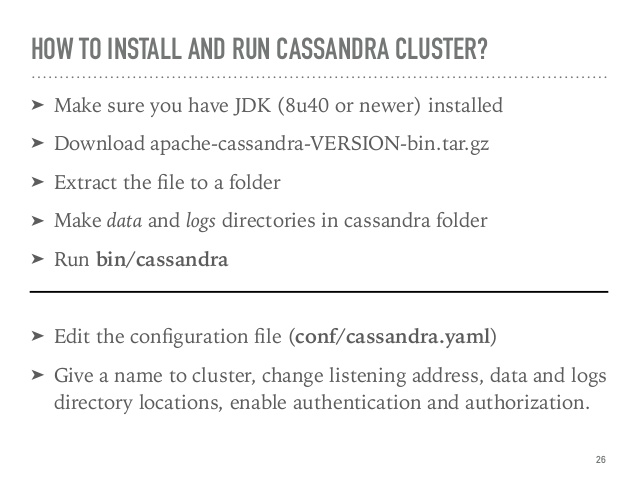 HOW TO INSTALL AND RUN CASSANDRA CLUSTER?
➤ Make sure you have JDK (8u40 or newer) installed
➤ Download apache-cassandra-VERSION-bin.tar.gz
➤ Extract the file to a folder
➤ Make data and logs directories in cassandra folder
➤ Run bin/cassandra
➤ Edit the configuration file (conf/cassandra.yaml)
➤ Give a name to cluster, change listening address, data and logs
directory locations, enable authentication and authorization.
26